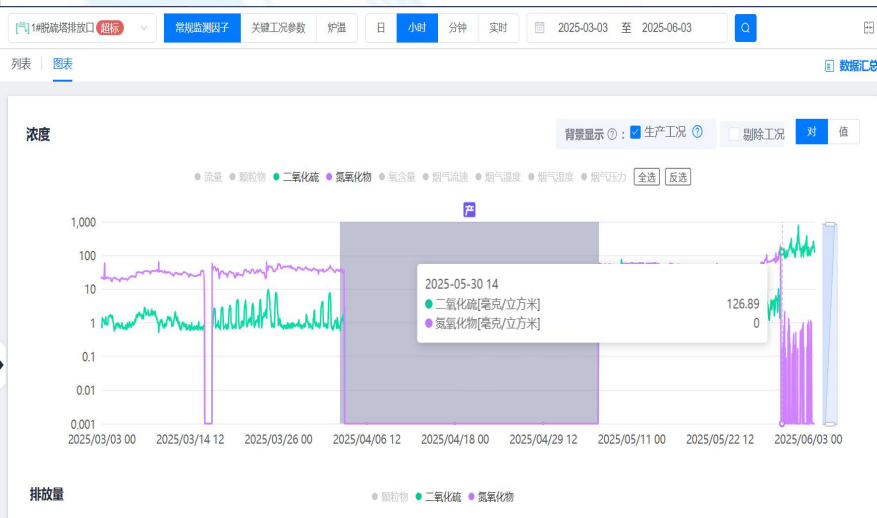 [气] 1#脱硫塔排放口 超标 常规监测因子 关键工况参数 炉温 日 小时 分钟 实时 2025-03-03 至 2025-06-03
列表 图表 数据汇总
浓度 背景显示 ? : 生产工况 ? 剔除工况 对 值
流量 颗粒物 二氧化硫 氮氧化物 氧含量 烟气流速 烟气温度 烟气湿度 烟气压力 全选 反选
产
1,000
100
10
1
0.1
0.01
0.001
2025-05-30 14
二氧化硫[毫克/立方米] 126.89
氮氧化物[毫克/立方米] 0
2025/03/03 00 2025/03/14 12 2025/03/26 00 2025/04/06 12 2025/04/18 00 2025/04/29 12 2025/05/11 00 2025/05/22 12 2025/06/03 00
排放量 颗粒物 二氧化硫 氮氧化物